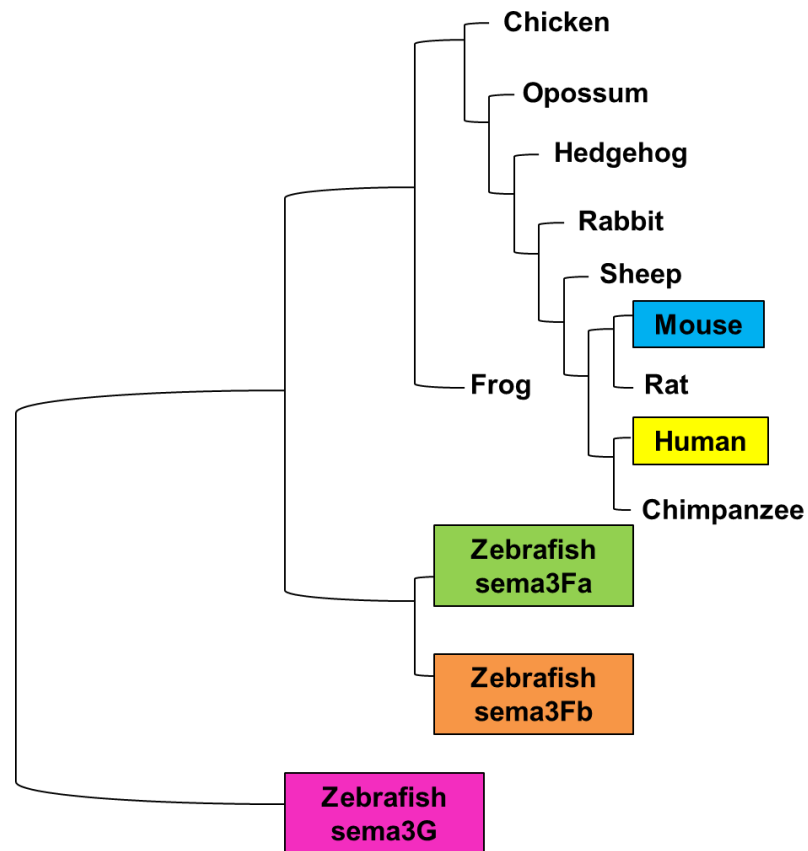 Chicken
Opossum
Hedgehog
Rabbit
Sheep
Mouse
Frog
Rat
Human
Chimpanzee
Zebrafish
sema3Fa
Zebrafish
sema3Fb
Zebrafish
sema3G